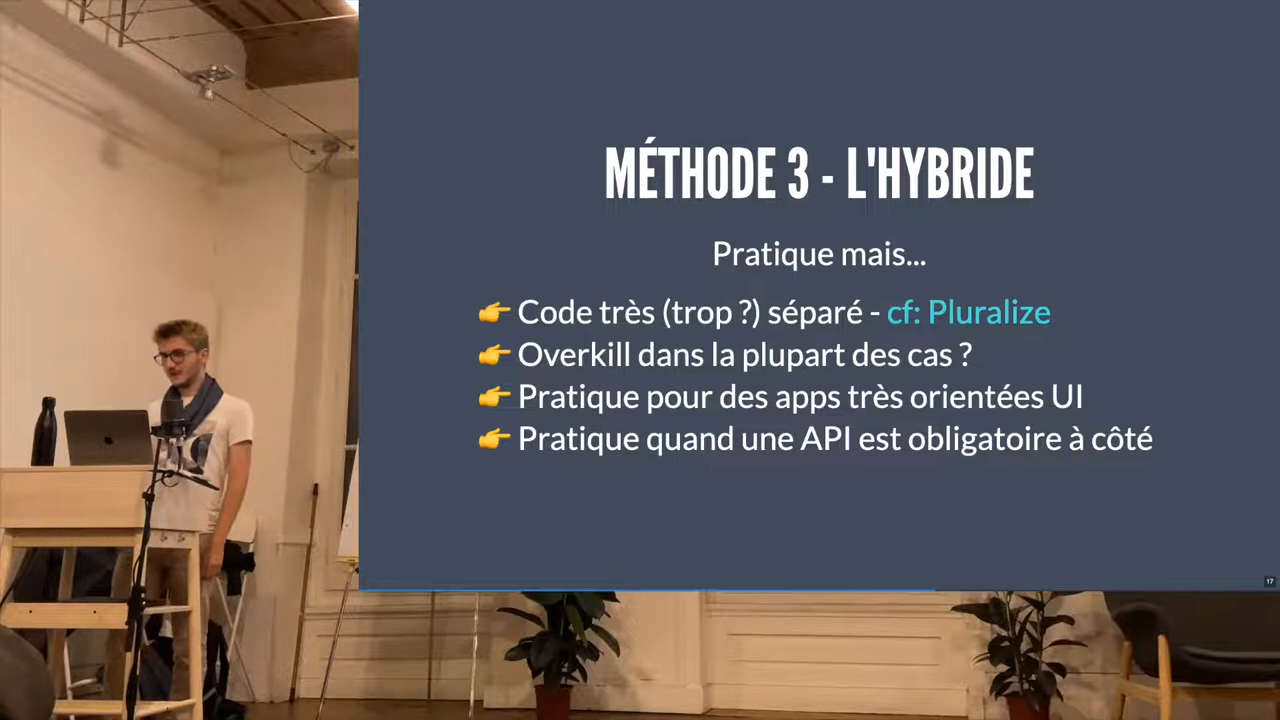 MÉTHODE 3 - L'HYBRIDE
Pratique mais...
👉 Code très (trop ?) séparé - cf: Pluralize
👉 Overkill dans la plupart des cas ?
👉 Pratique pour des apps très orientées UI
👉 Pratique quand une API est obligatoire à côté
17